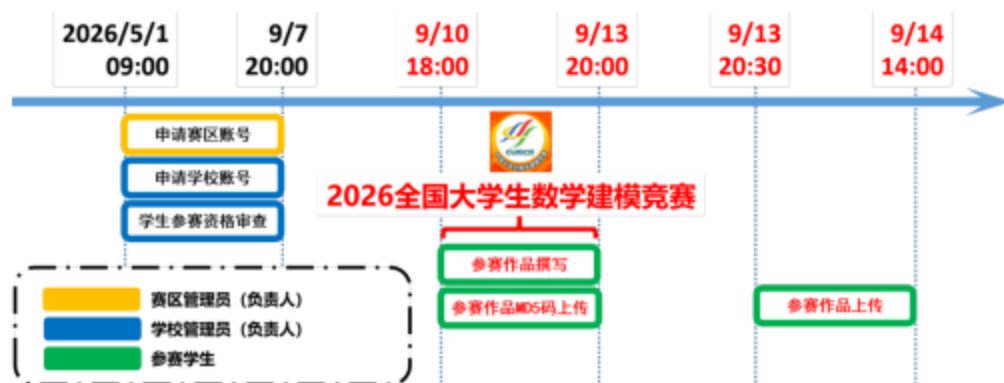 2026/5/1
09:00
9/7
20:00
9/10
18:00
9/13
20:00
9/13
20:30
9/14
14:00
申请赛区账号
申请学校账号
学生参赛资格审查
CUMCM
2026全国大学生数学建模竞赛
参赛作品撰写
参赛作品MD5码上传
参赛作品上传
赛区管理员（负责人）
学校管理员（负责人）
参赛学生